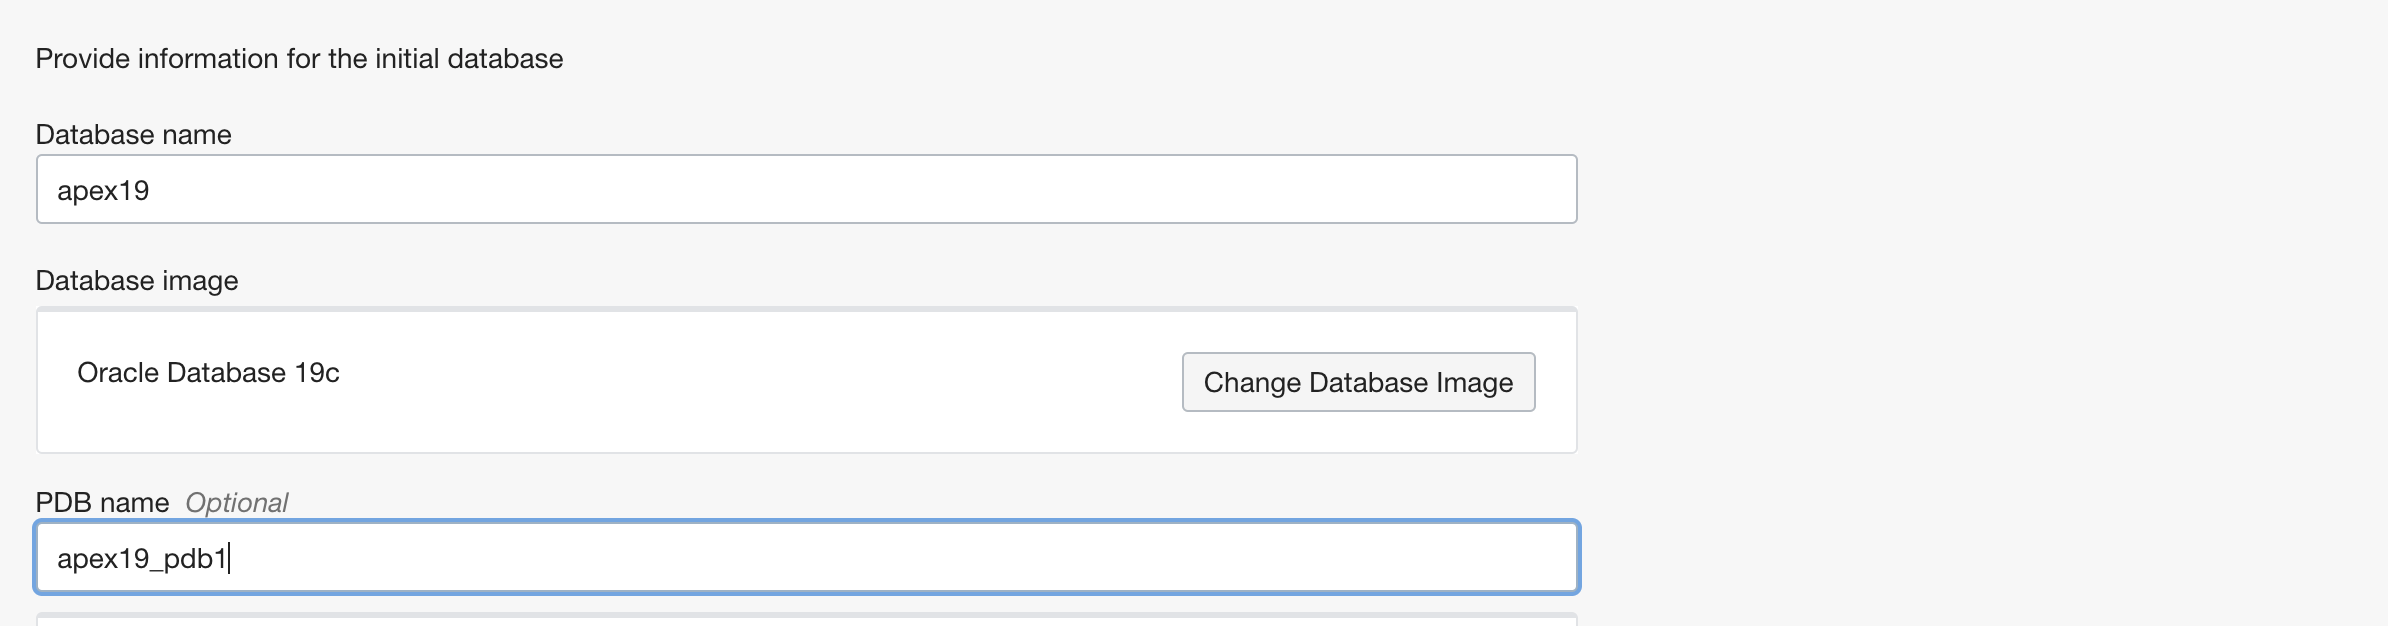 Provide information for the initial database
Database name
apex19
Database image
Oracle Database 19c
Change Database Image
PDB name Optional
apex19_pdb1